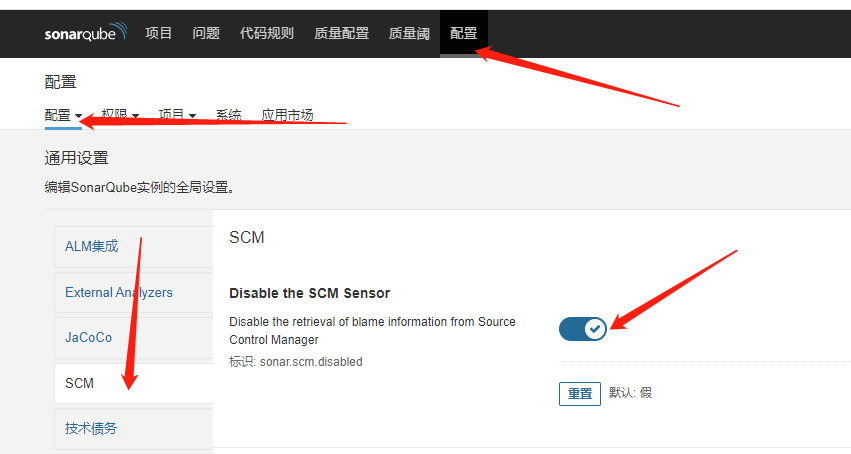 sonarqube 项目 问题 代码规则 质量配置 质量阈 配置
配置
配置 权限 项目 系统 应用市场
通用设置
编辑SonarQube实例的全局设置。
ALM集成
External Analyzers
JaCoCo
SCM
技术债务
SCM
Disable the SCM Sensor
Disable the retrieval of blame information from Source
Control Manager
标识: sonar.scm.disabled
重置 默认: 假